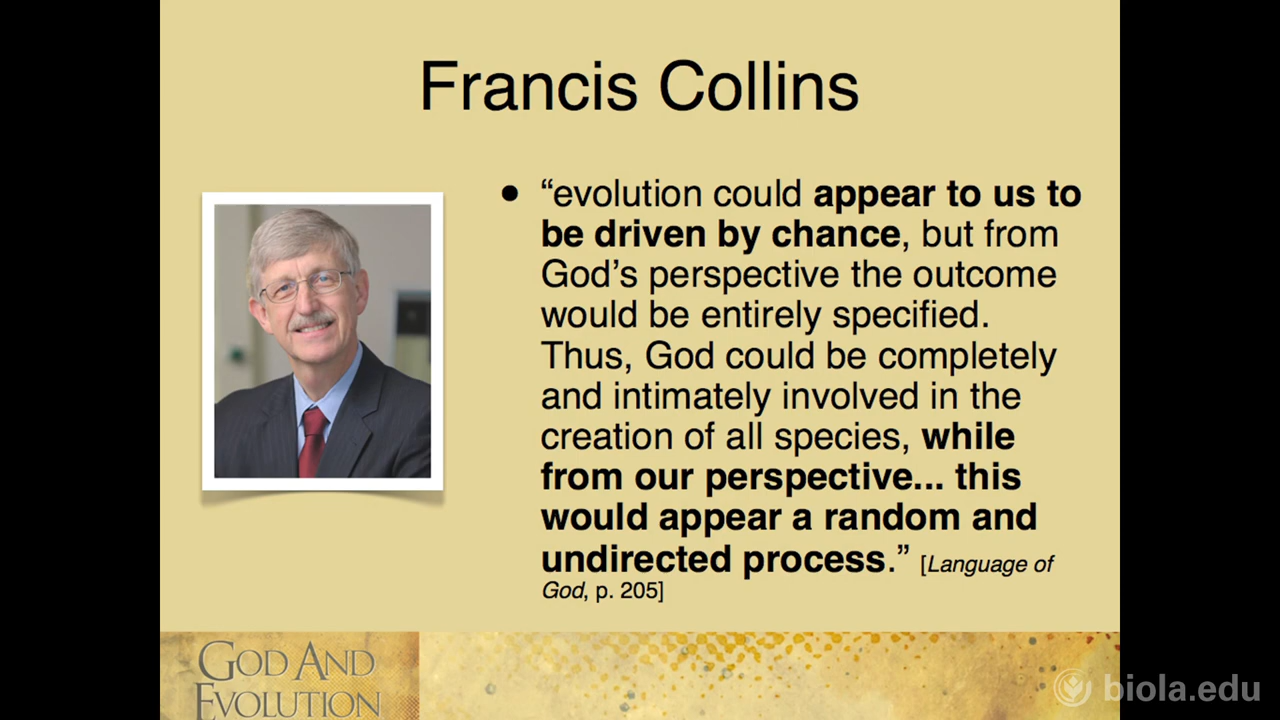 Francis Collins
• “evolution could appear to us to
be driven by chance, but from
God’s perspective the outcome
would be entirely specified.
Thus, God could be completely
and intimately involved in the
creation of all species, while
from our perspective... this
would appear a random and
undirected process.” [Language of
God, p. 205]
GOD AND
EVOLUTION
biola.edu